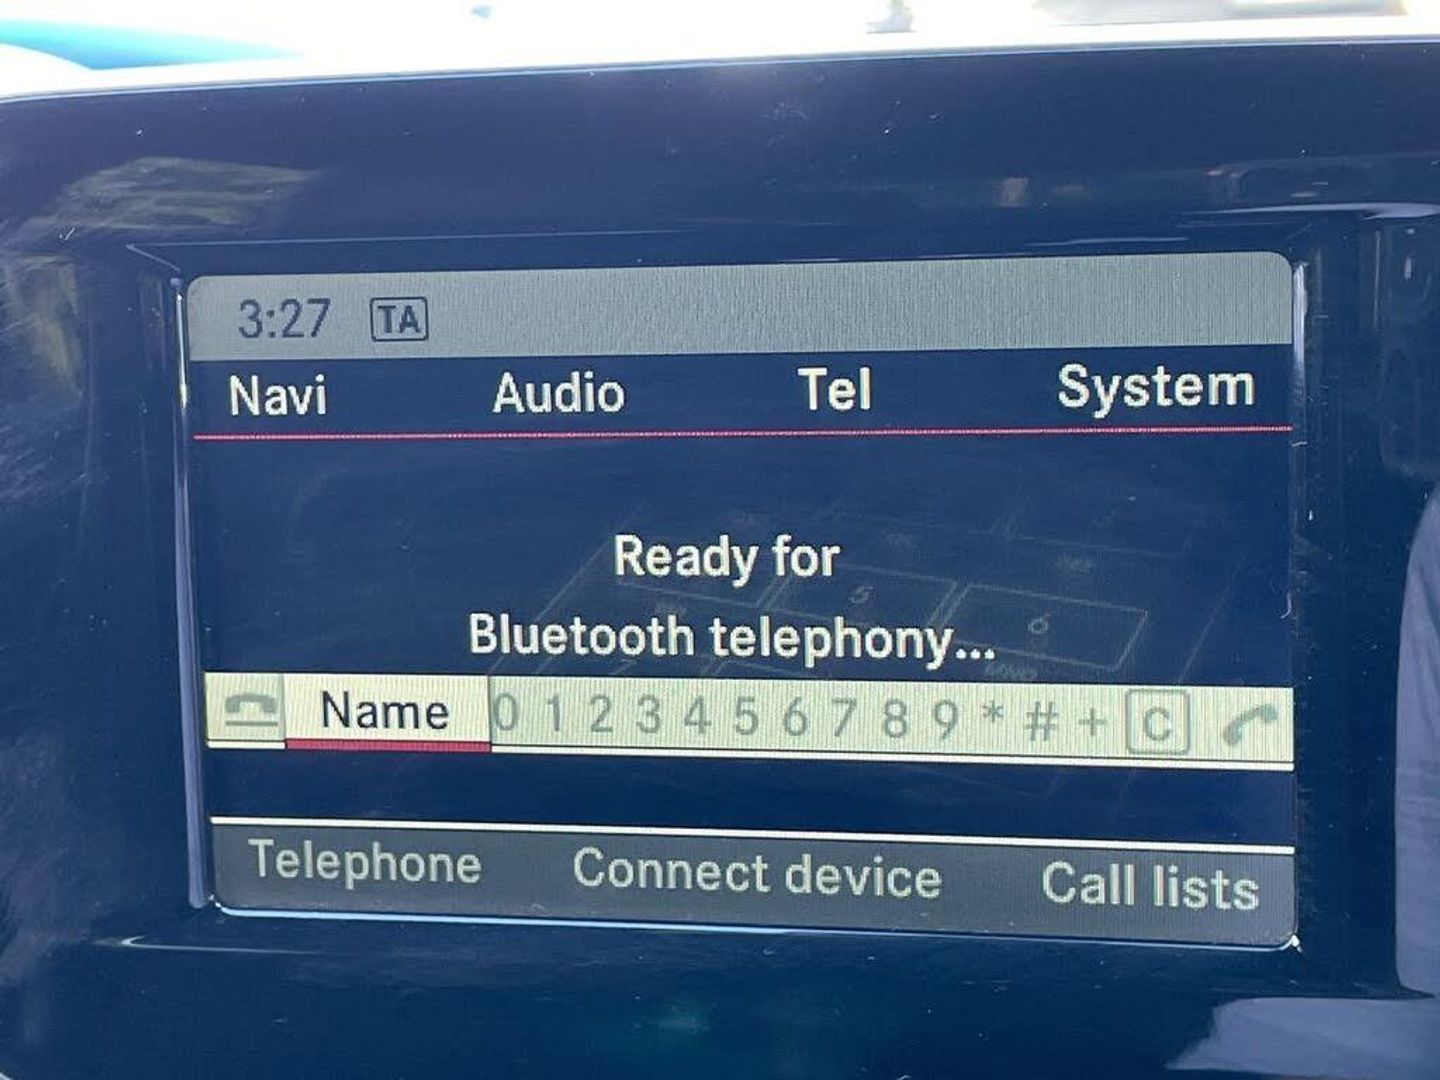 3:27 TA
Navi Audio Tel System
Ready for
Bluetooth telephony...
Name 0 1 2 3 4 5 6 7 8 9 * # + C
Telephone Connect device Call lists